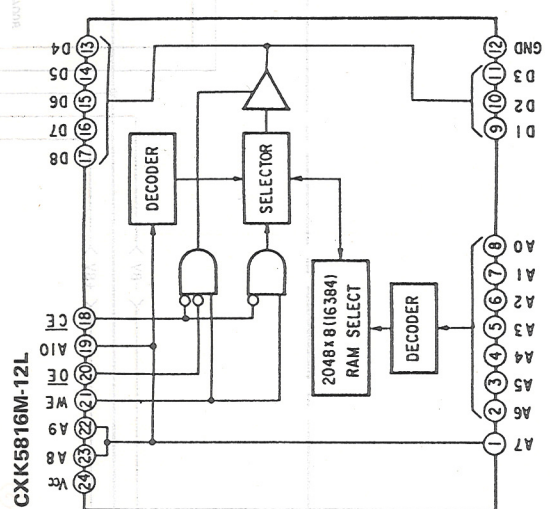 CXK5816M-12L
D4 13
D5 14
D6 15
D7 16
D8 17
C̅E̅ 18
A10 19
O̅E̅ 20
WE 21
A9 22
A8 23
Vcc 24
GND 12
D3 11
D2 10
D1 9
A0 8
A1 7
A2 6
A3 5
A4 4
A5 3
A6 2
A7 1
DECODER
SELECTOR
2048 x 8 (16384)
RAM SELECT
DECODER